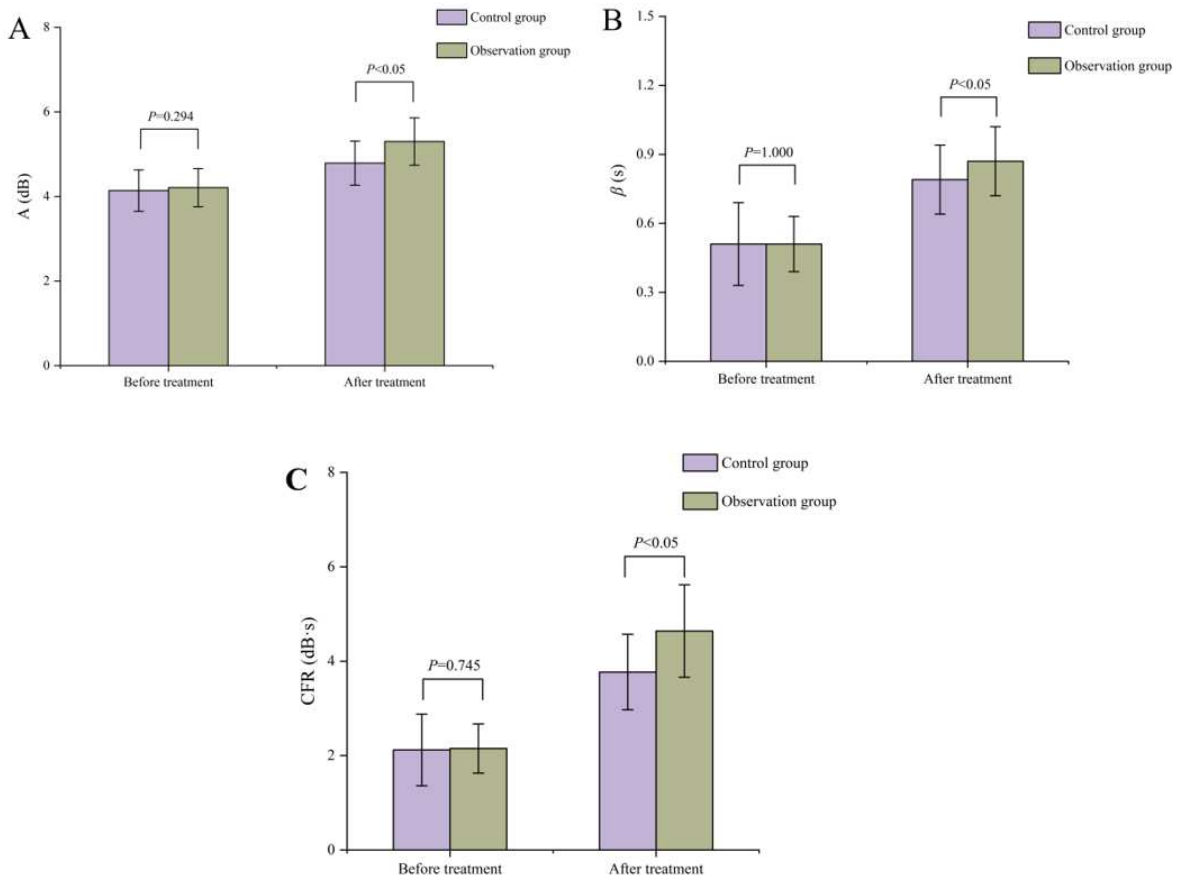 A
Control group
Observation group
8
6
4
2
0
A (dB)
P=0.294
P<0.05
Before treatment
After treatment
B
Control group
Observation group
1.5
1.2
0.9
0.6
0.3
0.0
β (s)
P=1.000
P<0.05
Before treatment
After treatment
C
Control group
Observation group
8
6
4
2
0
CFR (dB·s)
P=0.745
P<0.05
Before treatment
After treatment